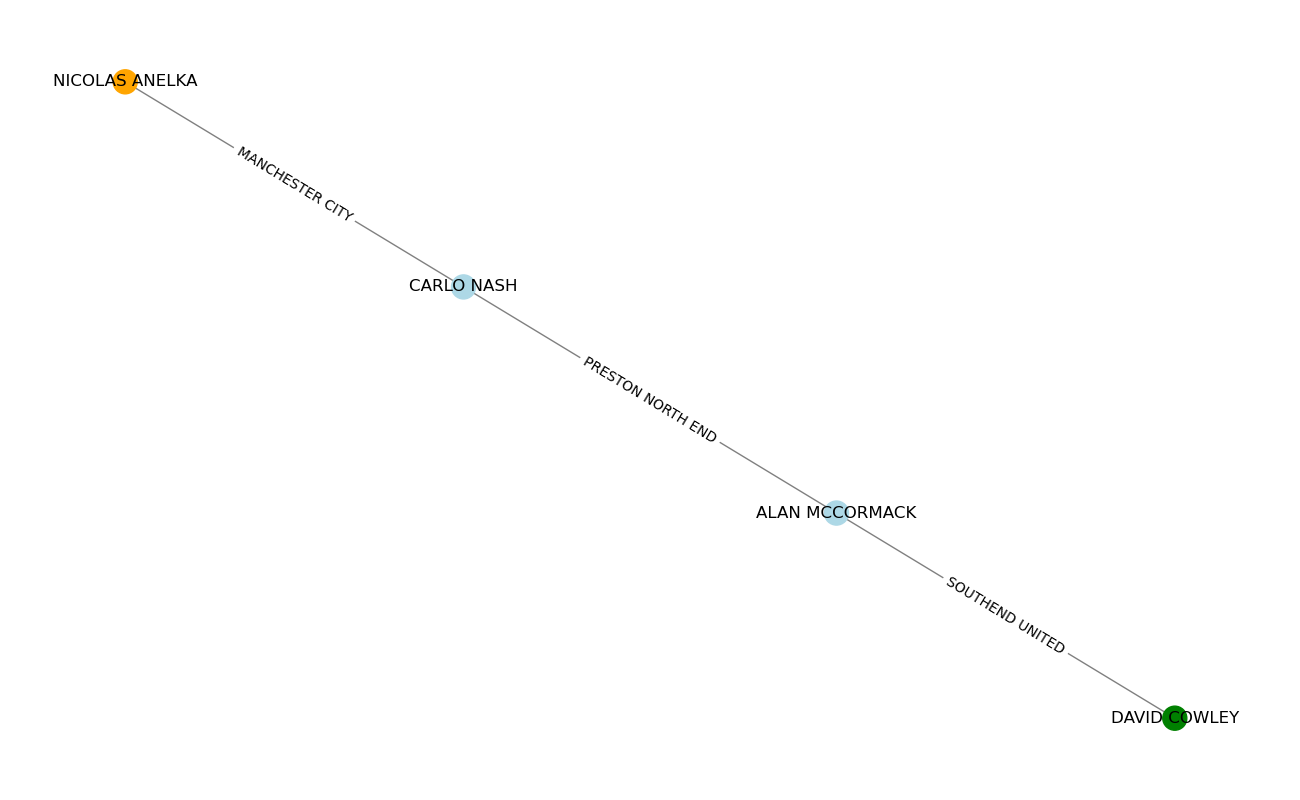 NICOLAS ANELKA
MANCHESTER CITY
CARLO NASH
PRESTON NORTH END
ALAN MCCORMACK
SOUTHEND UNITED
DAVID COWLEY